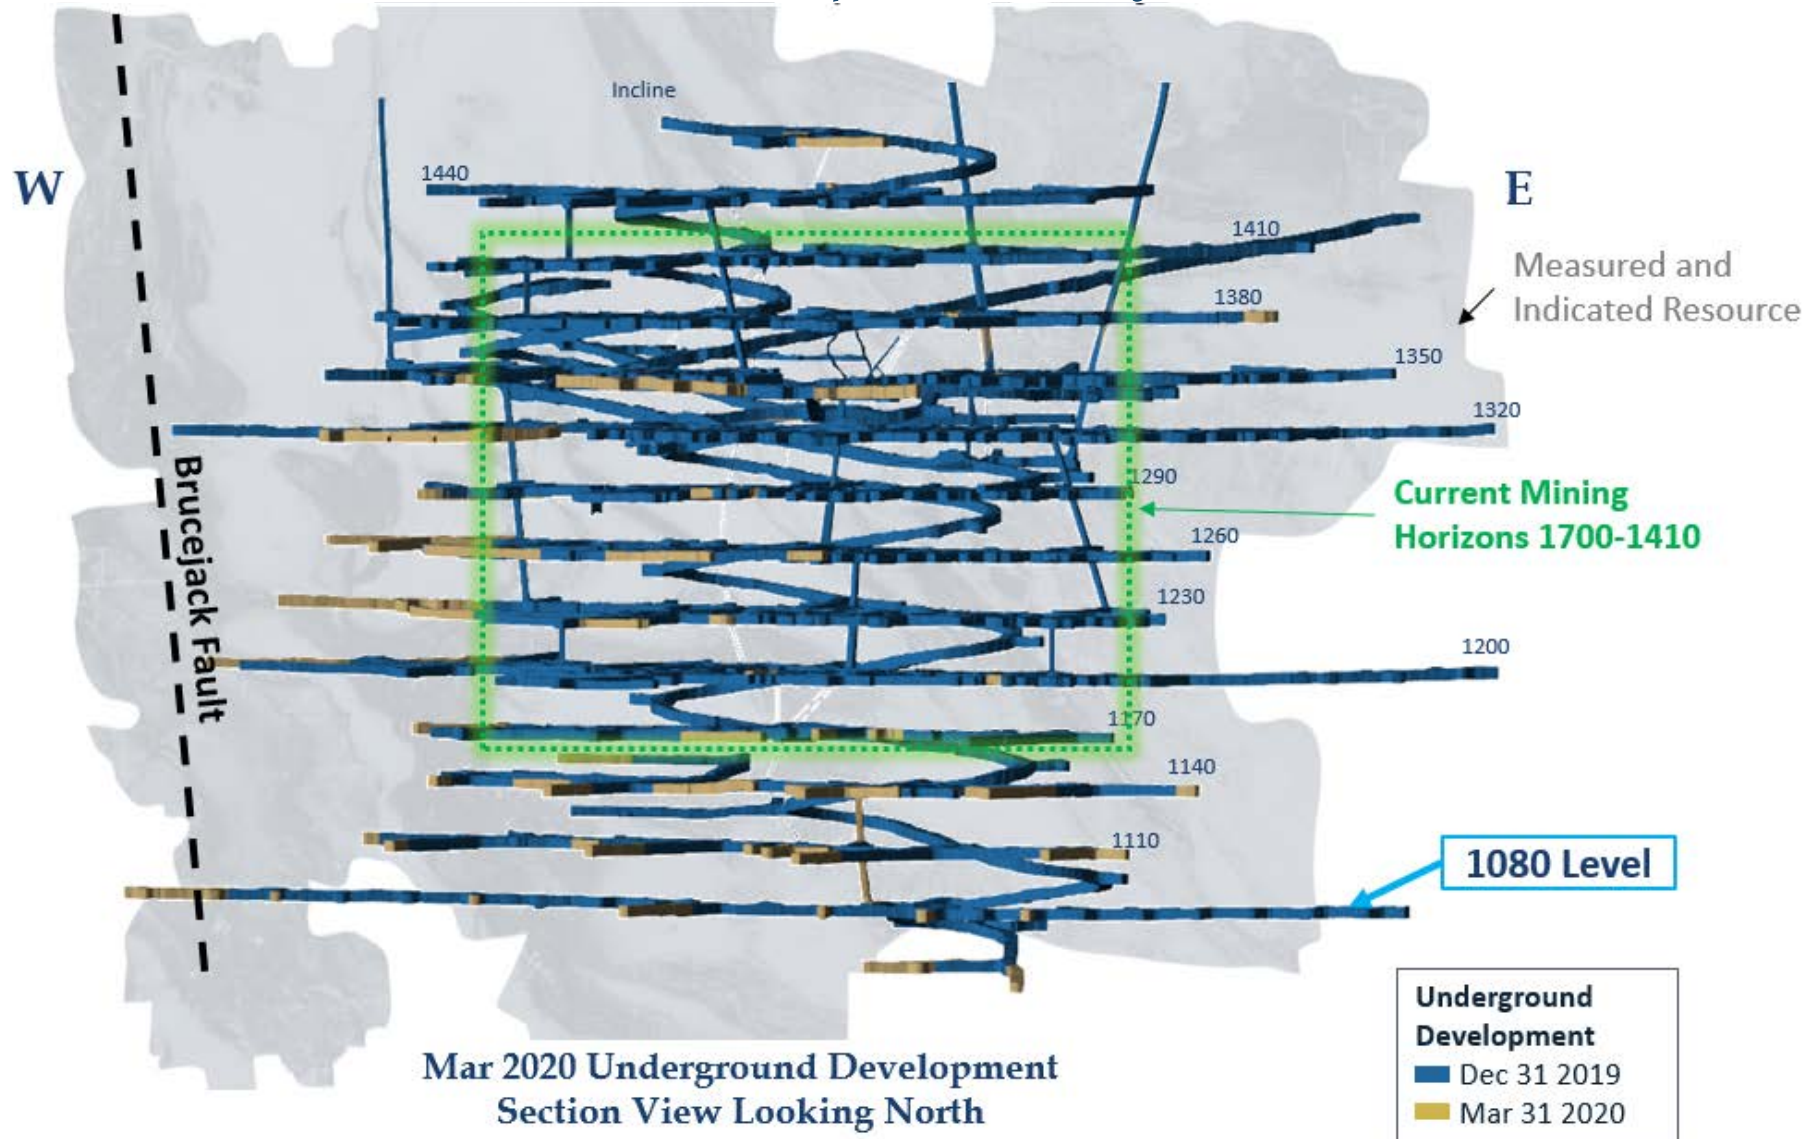 Incline
1440
W
E
1410
Measured and
Indicated Resource
1380
1350
1320
1290
Current Mining
Horizons 1700-1410
1260
1230
Brucejack Fault
1200
1170
1140
1110
1080 Level
Underground
Development
Dec 31 2019
Mar 31 2020
Mar 2020 Underground Development
Section View Looking North